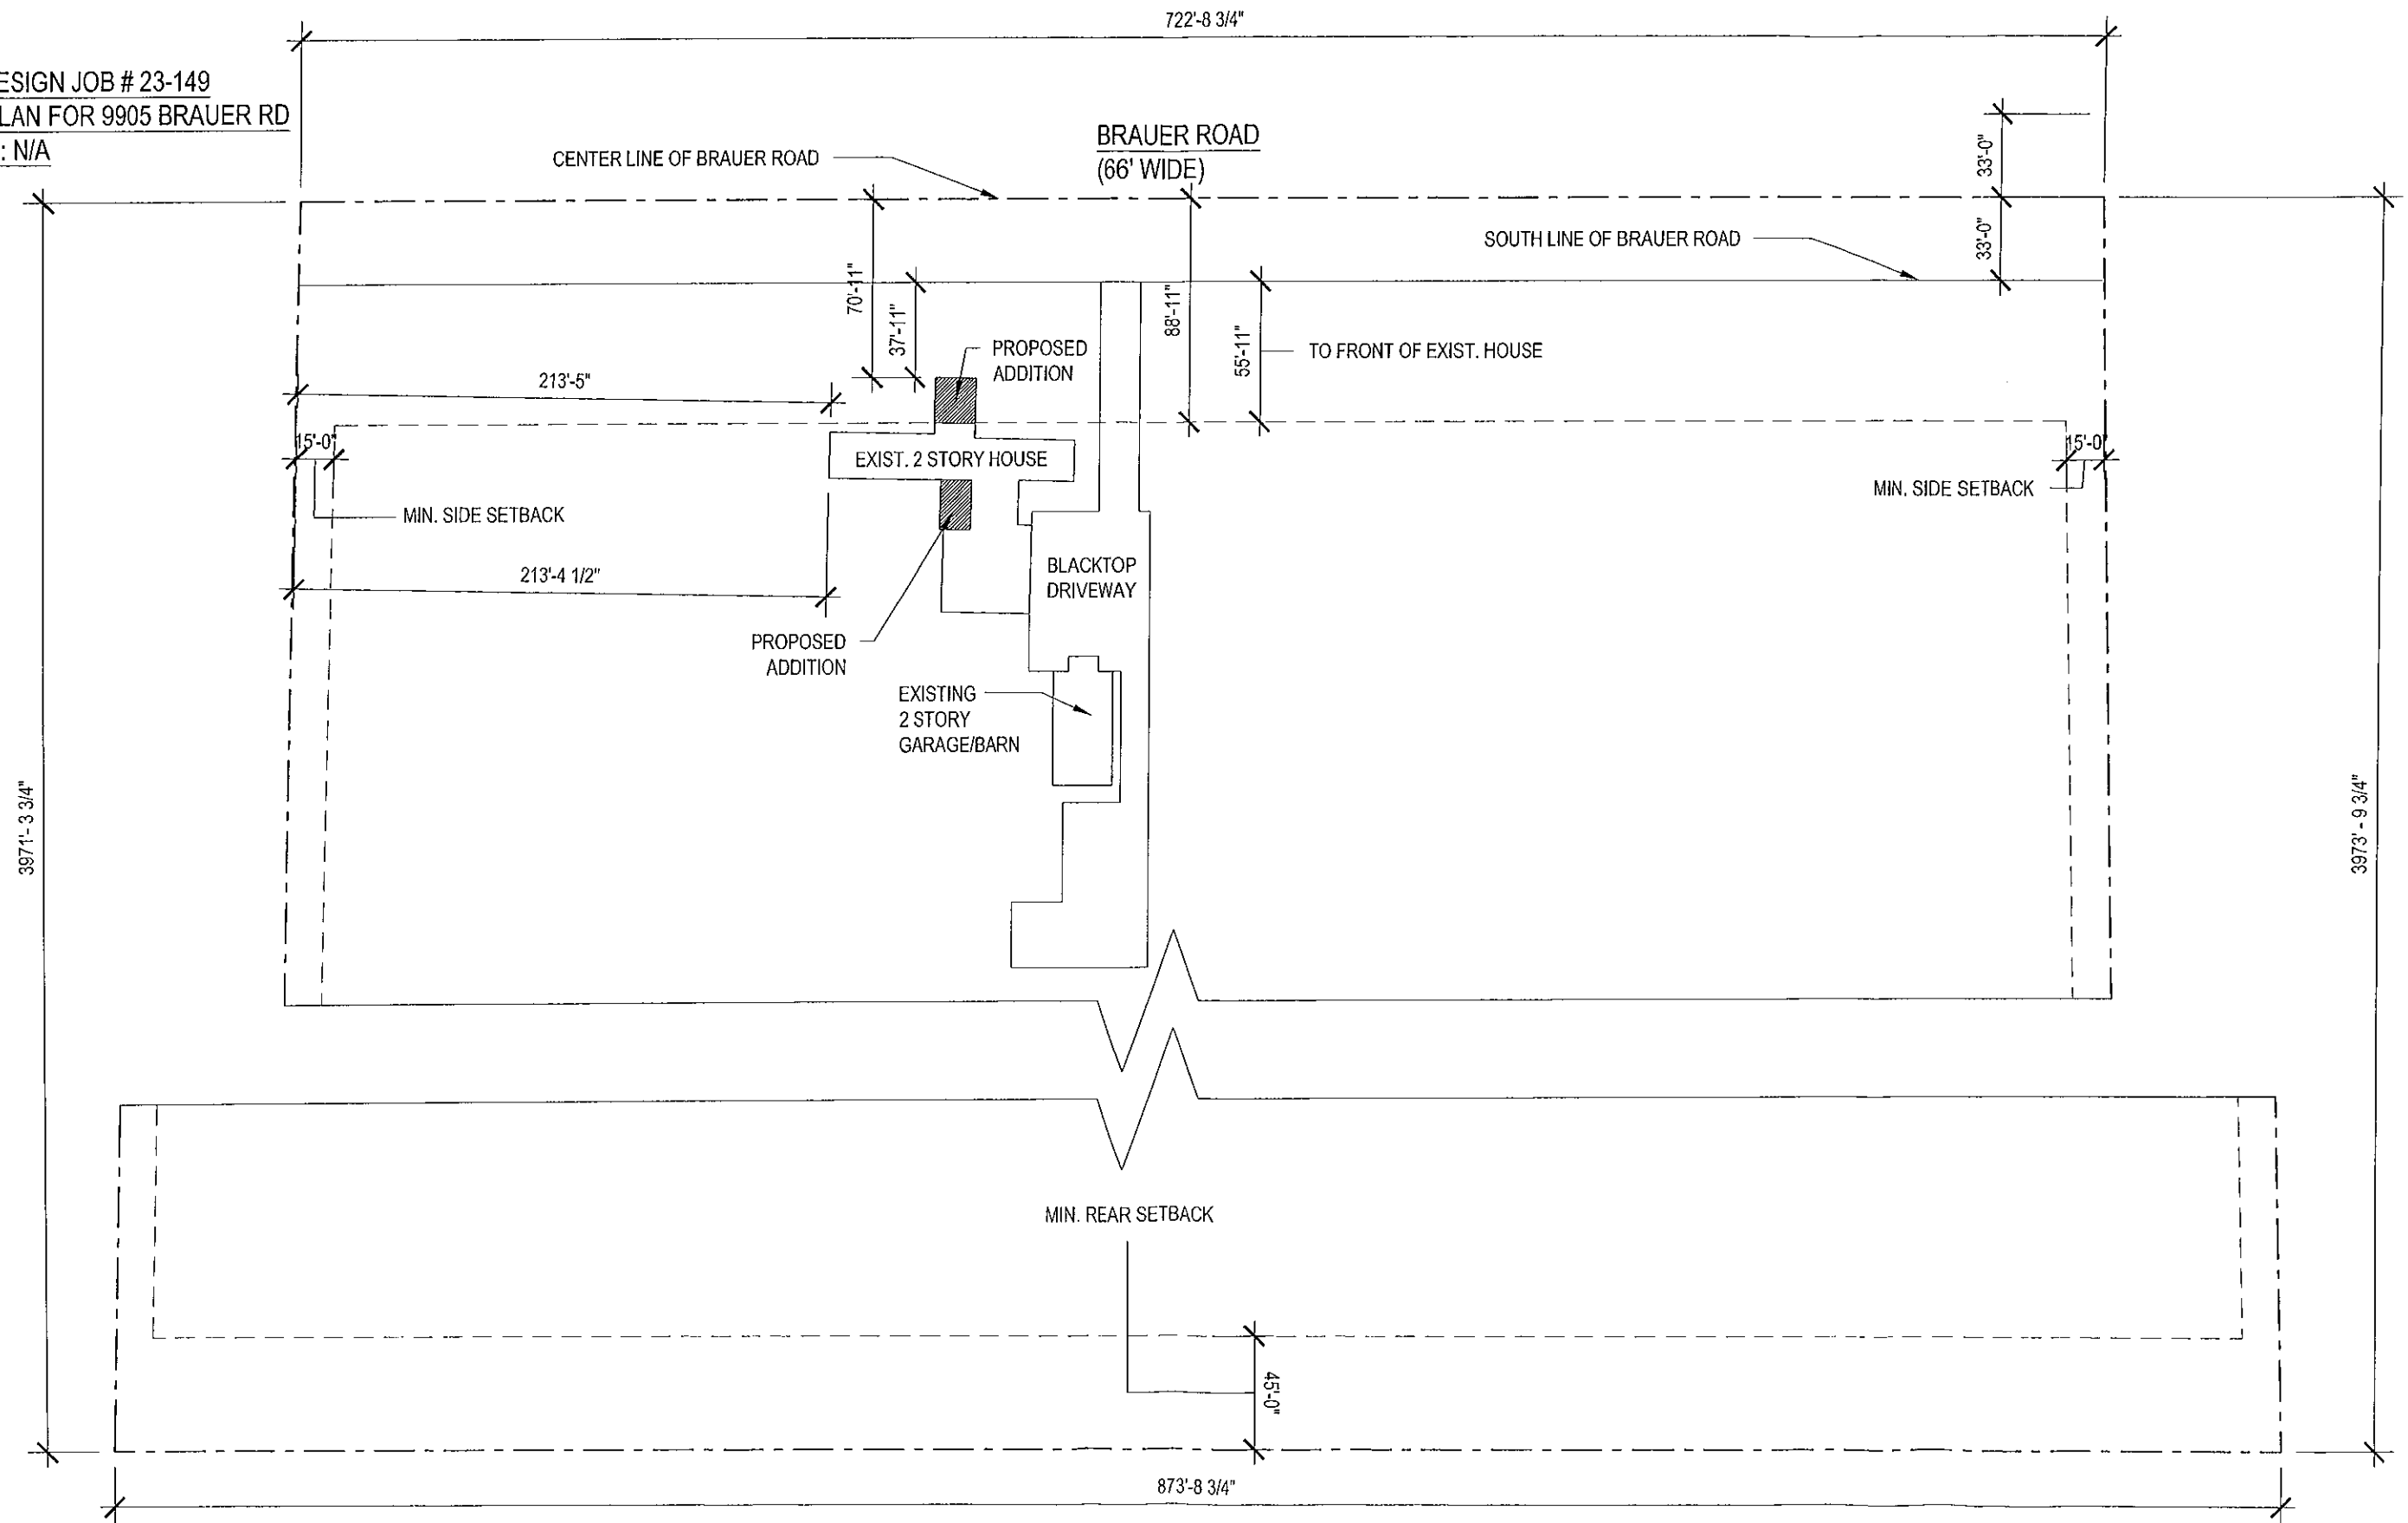 722'-8 3/4"
ESIGN JOB # 23-149
LAN FOR 9905 BRAUER RD
: N/A
BRAUER ROAD
(66' WIDE)
CENTER LINE OF BRAUER ROAD
33'-0"
33'-0"
SOUTH LINE OF BRAUER ROAD
70'-11"
37'-11"
88'-11"
55'-11"
PROPOSED
ADDITION
TO FRONT OF EXIST. HOUSE
213'-5"
15'-0"
15'-0"
EXIST. 2 STORY HOUSE
MIN. SIDE SETBACK
MIN. SIDE SETBACK
213'-4 1/2"
BLACKTOP
DRIVEWAY
PROPOSED
ADDITION
EXISTING
2 STORY
GARAGE/BARN
3971'- 3 3/4"
3973' - 9 3/4"
MIN. REAR SETBACK
45'-0"
873'-8 3/4"